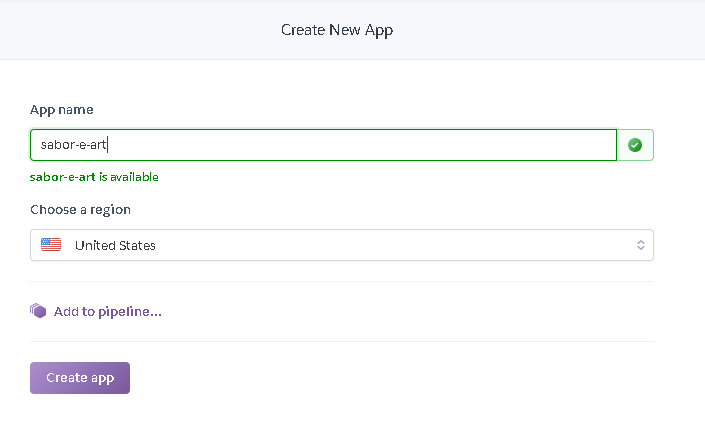 Create New App
App name
sabor-e-art
sabor-e-art is available
Choose a region
United States
Add to pipeline...
Create app